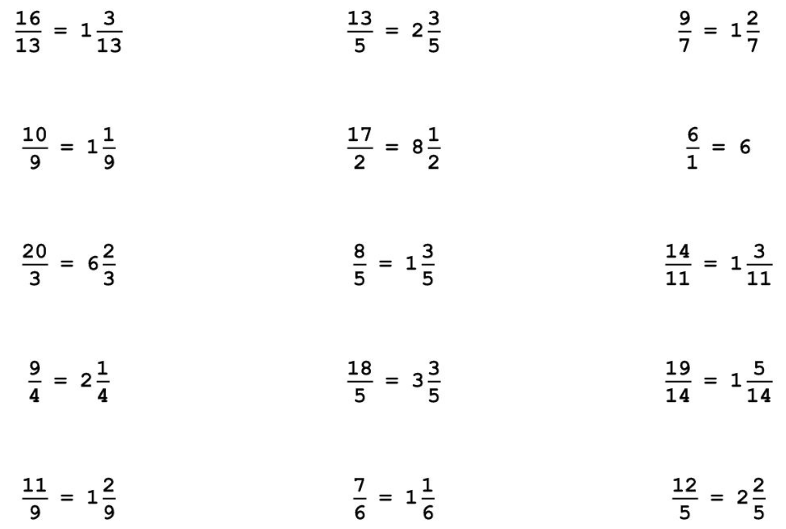 16/13 = 1 3/13    13/5 = 2 3/5    9/7 = 1 2/7
10/9 = 1 1/9    17/2 = 8 1/2    6/1 = 6
20/3 = 6 2/3    8/5 = 1 3/5    14/11 = 1 3/11
9/4 = 2 1/4    18/5 = 3 3/5    19/14 = 1 5/14
11/9 = 1 2/9    7/6 = 1 1/6    12/5 = 2 2/5